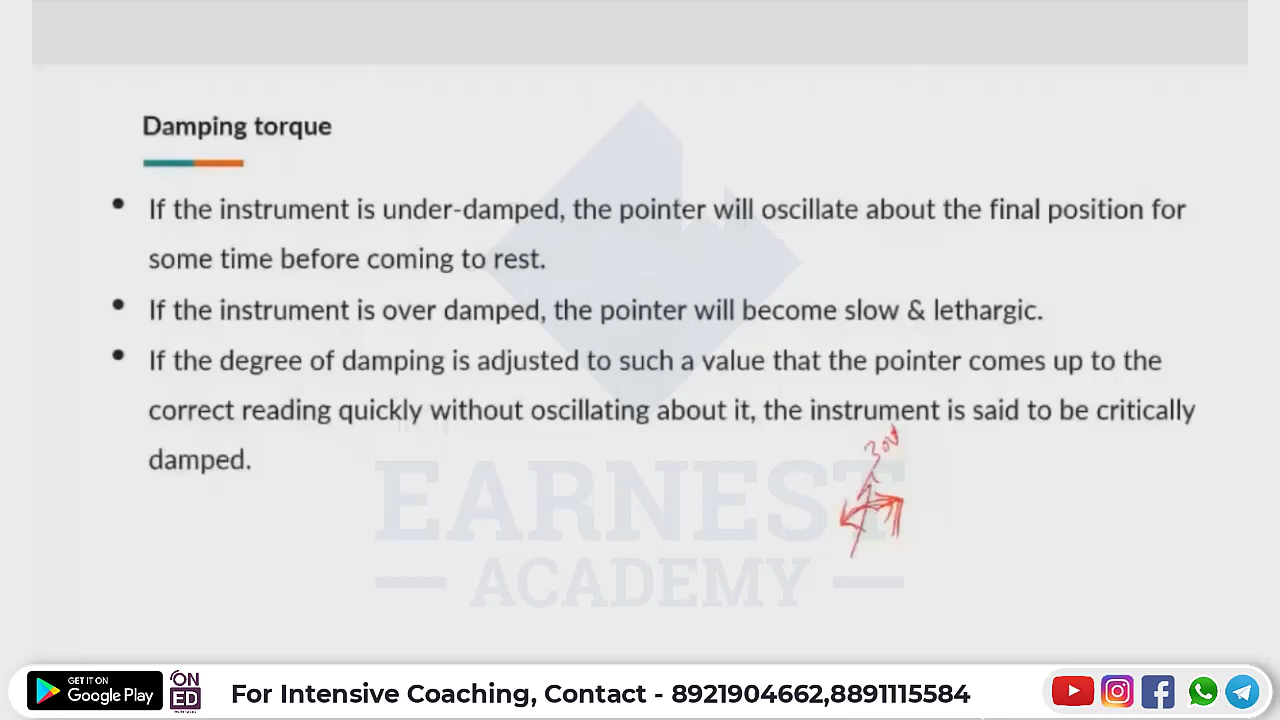 Damping torque
• If the instrument is under-damped, the pointer will oscillate about the final position for
some time before coming to rest.
• If the instrument is over damped, the pointer will become slow & lethargic.
• If the degree of damping is adjusted to such a value that the pointer comes up to the
correct reading quickly without oscillating about it, the instrument is said to be critically
damped.
30V
EARNEST
ACADEMY
GET IT ON
Google Play
ON
ED
For Intensive Coaching, Contact - 8921904662,8891115584